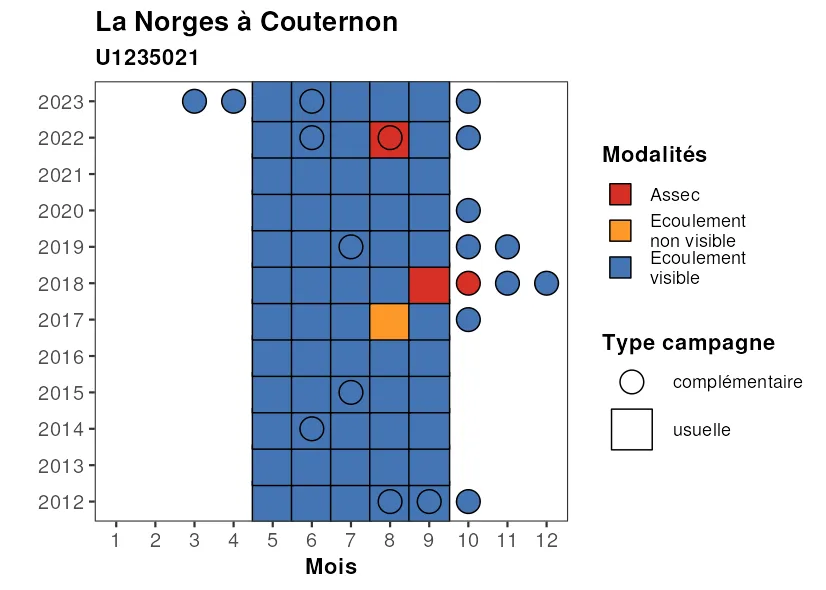 La Norges à Couternon
U1235021
2023
2022
2021
2020
2019
2018
2017
2016
2015
2014
2013
2012
1 2 3 4 5 6 7 8 9 10 11 12
Mois
Modalités
Assec
Ecoulement
non visible
Ecoulement
visible
Type campagne
complémentaire
usuelle